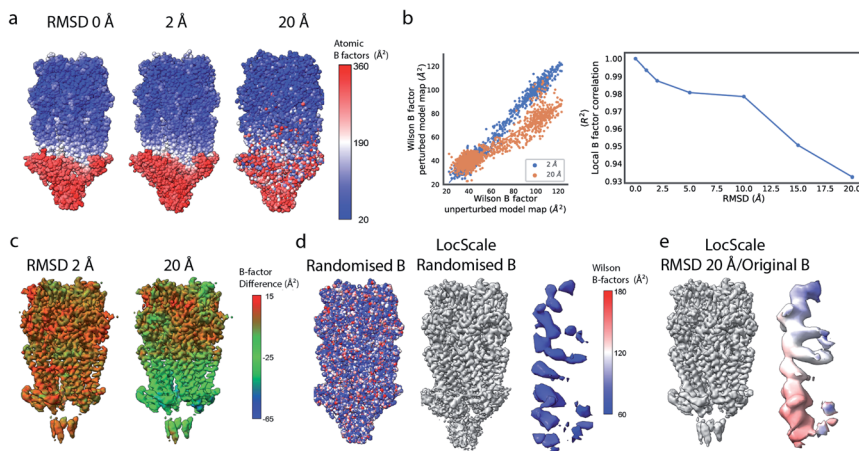 a
RMSD 0 Å
2 Å
20 Å
Atomic
B factors (Å²)
360
190
20
b
Wilson B factor
perturbed model map (Å²)
120
100
80
60
40
20
20 40 60 80 100 120
Wilson B factor
unperturbed model map (Å²)
2 Å
20 Å
Local B factor correlation
(R²)
1.00
0.99
0.98
0.97
0.96
0.95
0.94
0.93
0.0 2.5 5.0 7.5 10.0 12.5 15.0 17.5 20.0
RMSD (Å)
c
RMSD 2 Å
20 Å
B-factor
Difference (Å²)
15
-25
-65
d
Randomised B
LocScale
Randomised B
Wilson
B-factors (Å²)
180
120
60
e
LocScale
RMSD 20 Å/Original B